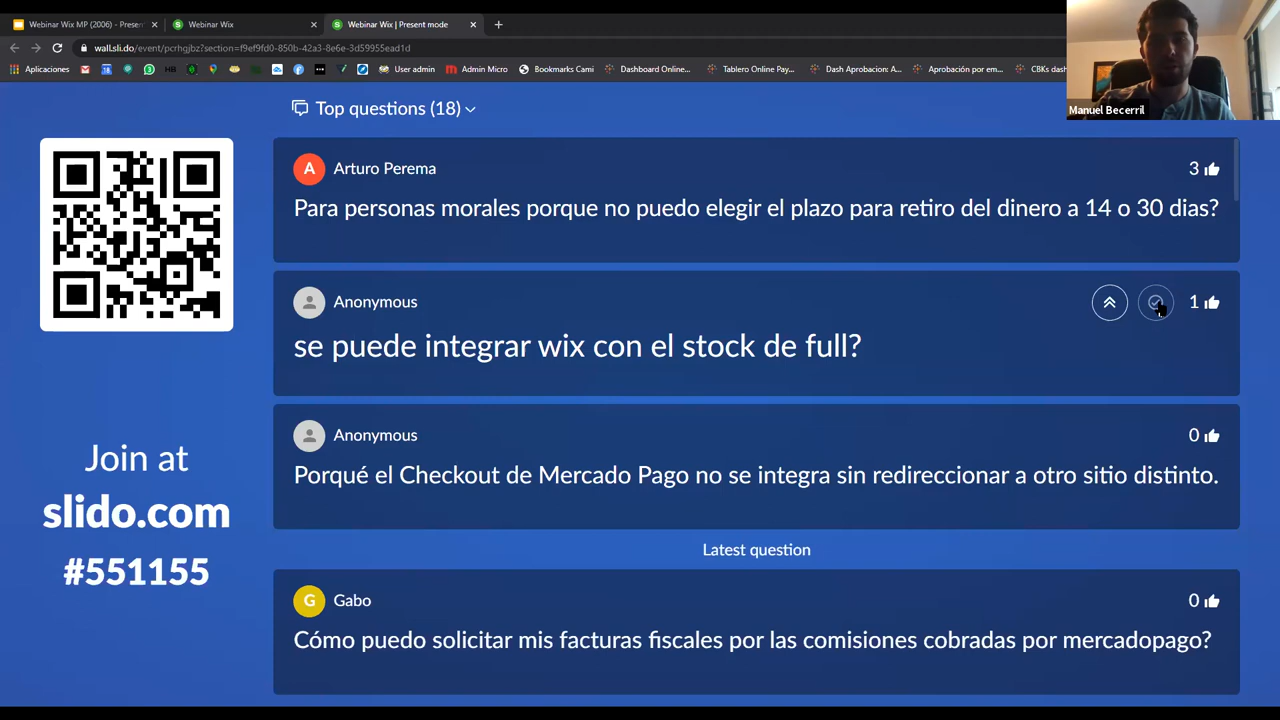 Webinar Wix MP (2006) - Presen
Webinar Wix
Webinar Wix | Present mode
wall.sli.do/event/pcrhgjbz?section=f9ef9fd0-850b-42a3-8e6e-3d59955ead1d
Aplicaciones
HB
User admin
Admin Micro
Bookmarks Cami
Dashboard Online...
Tablero Online Pay...
Dash Aprobacion: A...
Aprobación por em...
CBKs dashb
Manuel Becerril
Top questions (18)
A
Arturo Perema
3
Para personas morales porque no puedo elegir el plazo para retiro del dinero a 14 o 30 dias?
Anonymous
1
se puede integrar wix con el stock de full?
Anonymous
0
Porqué el Checkout de Mercado Pago no se integra sin redireccionar a otro sitio distinto.
Latest question
G
Gabo
0
Cómo puedo solicitar mis facturas fiscales por las comisiones cobradas por mercadopago?
Join at
slido.com
#551155